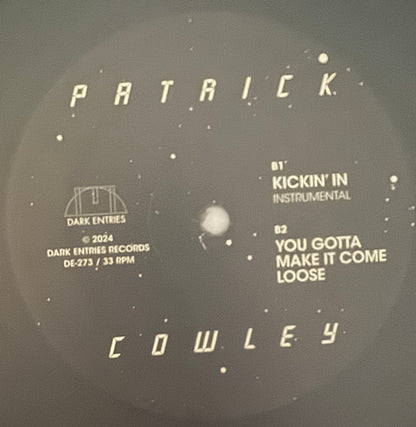 PATRICK
B1
KICKIN' IN
INSTRUMENTAL
DARK ENTRIES
© 2024
DARK ENTRIES RECORDS
DE-273 / 33 RPM
B2
YOU GOTTA
MAKE IT COME
LOOSE
COWLEY